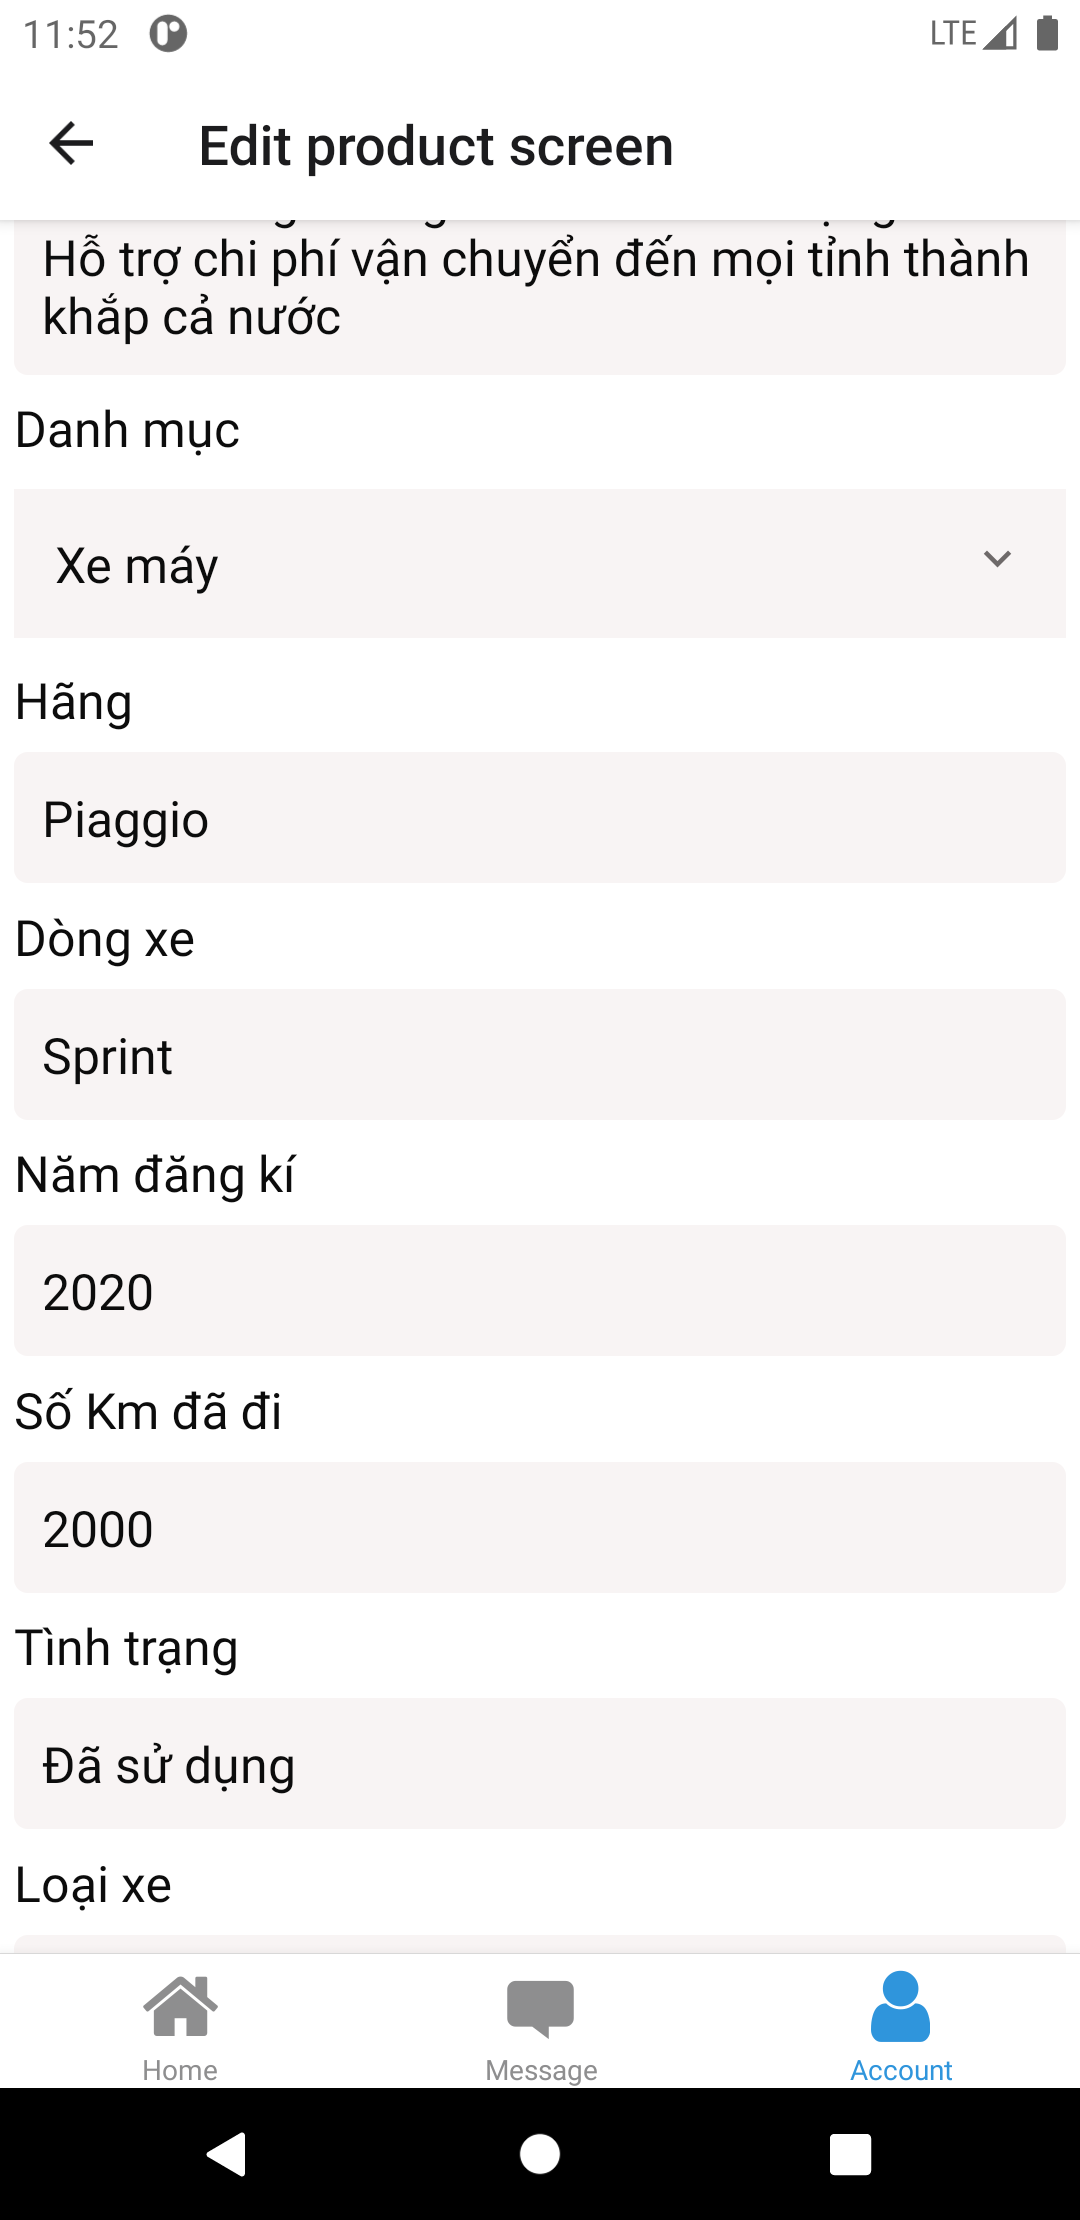 11:52
LTE
Edit product screen
Hỗ trợ chi phí vận chuyển đến mọi tỉnh thành
khắp cả nước
Danh mục
Xe máy
Hãng
Piaggio
Dòng xe
Sprint
Năm đăng kí
2020
Số Km đã đi
2000
Tình trạng
Đã sử dụng
Loại xe
Home
Message
Account